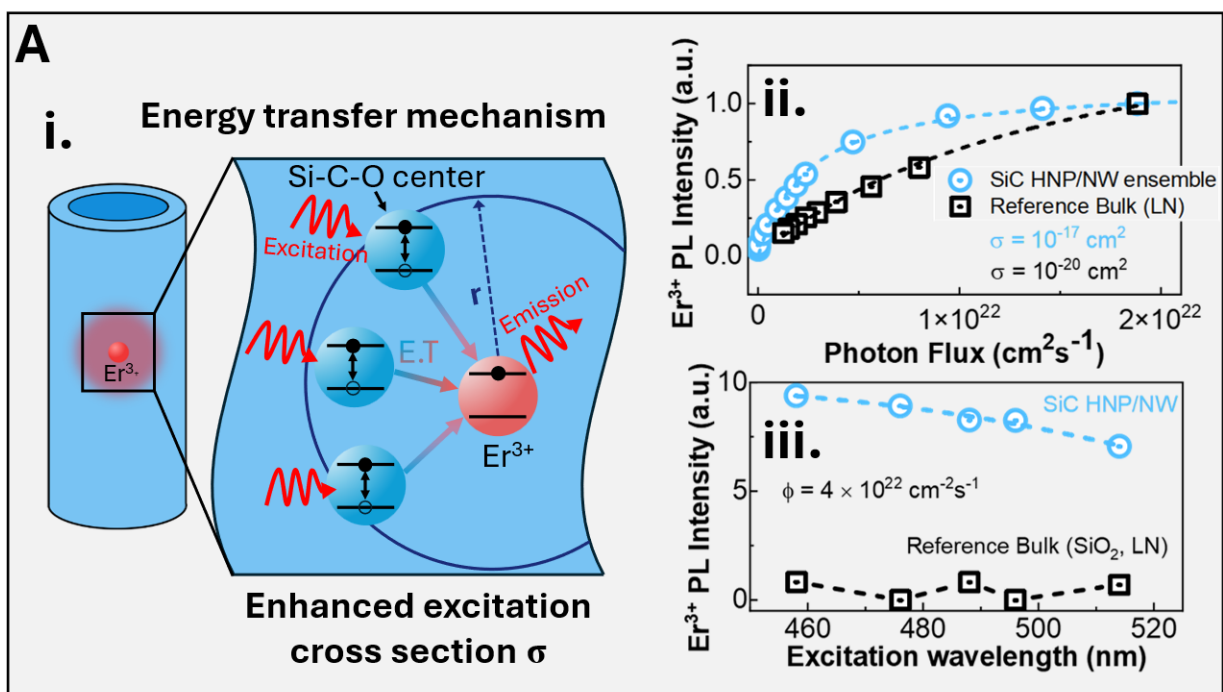 A
i.
Energy transfer mechanism
Si-C-O center
Excitation
r
Emission
E.T
Er³⁺
Er³⁺
Enhanced excitation
cross section σ
ii.
Er³⁺ PL Intensity (a.u.)
1.0
0.5
0.0
SiC HNP/NW ensemble
Reference Bulk (LN)
σ = 10⁻¹⁷ cm²
σ = 10⁻²⁰ cm²
0
1×10²²
2×10²²
Photon Flux (cm²s⁻¹)
iii.
Er³⁺ PL Intensity (a.u.)
10
5
0
SiC HNP/NW
ϕ = 4 × 10²² cm⁻²s⁻¹
Reference Bulk (SiO₂, LN)
460
480
500
520
Excitation wavelength (nm)